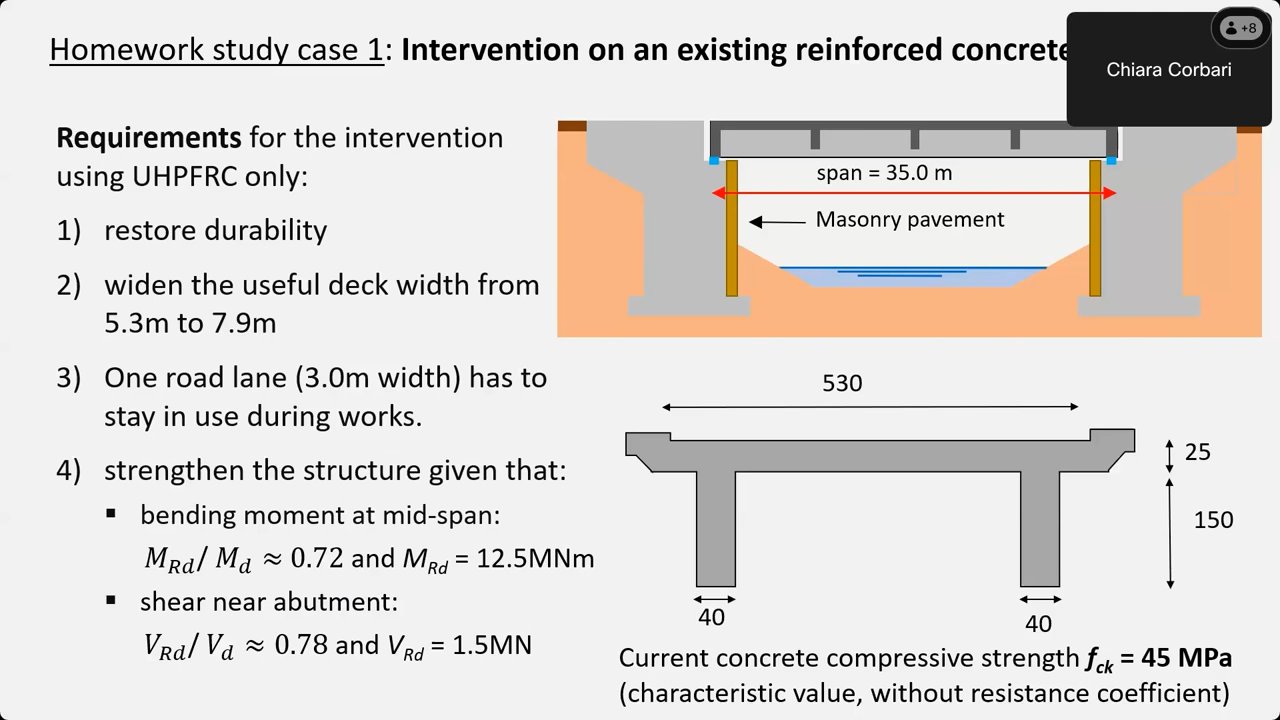 Homework study case 1: Intervention on an existing reinforced concrete
+8
Chiara Corbari
Requirements for the intervention
using UHPFRC only:
1) restore durability
2) widen the useful deck width from
5.3m to 7.9m
3) One road lane (3.0m width) has to
stay in use during works.
4) strengthen the structure given that:
▪ bending moment at mid-span:
M_Rd / M_d ≈ 0.72 and M_Rd = 12.5MNm
▪ shear near abutment:
V_Rd / V_d ≈ 0.78 and V_Rd = 1.5MN
span = 35.0 m
Masonry pavement
530
25
150
40
40
Current concrete compressive strength f_ck = 45 MPa
(characteristic value, without resistance coefficient)